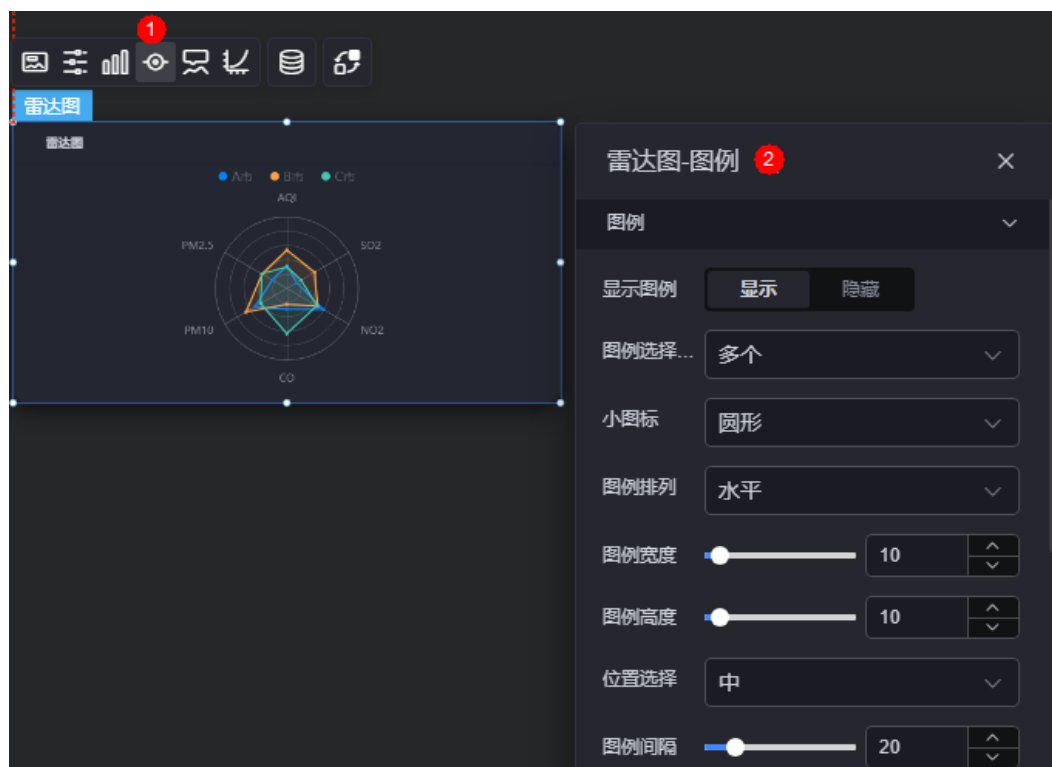 1
雷达图
雷达图
A市 B市 C市
AQI
PM2.5
SO2
PM10
NO2
CO
雷达图-图例 2
图例
显示图例 显示 隐藏
图例选择... 多个
小图标 圆形
图例排列 水平
图例宽度 10
图例高度 10
位置选择 中
图例间隔 20